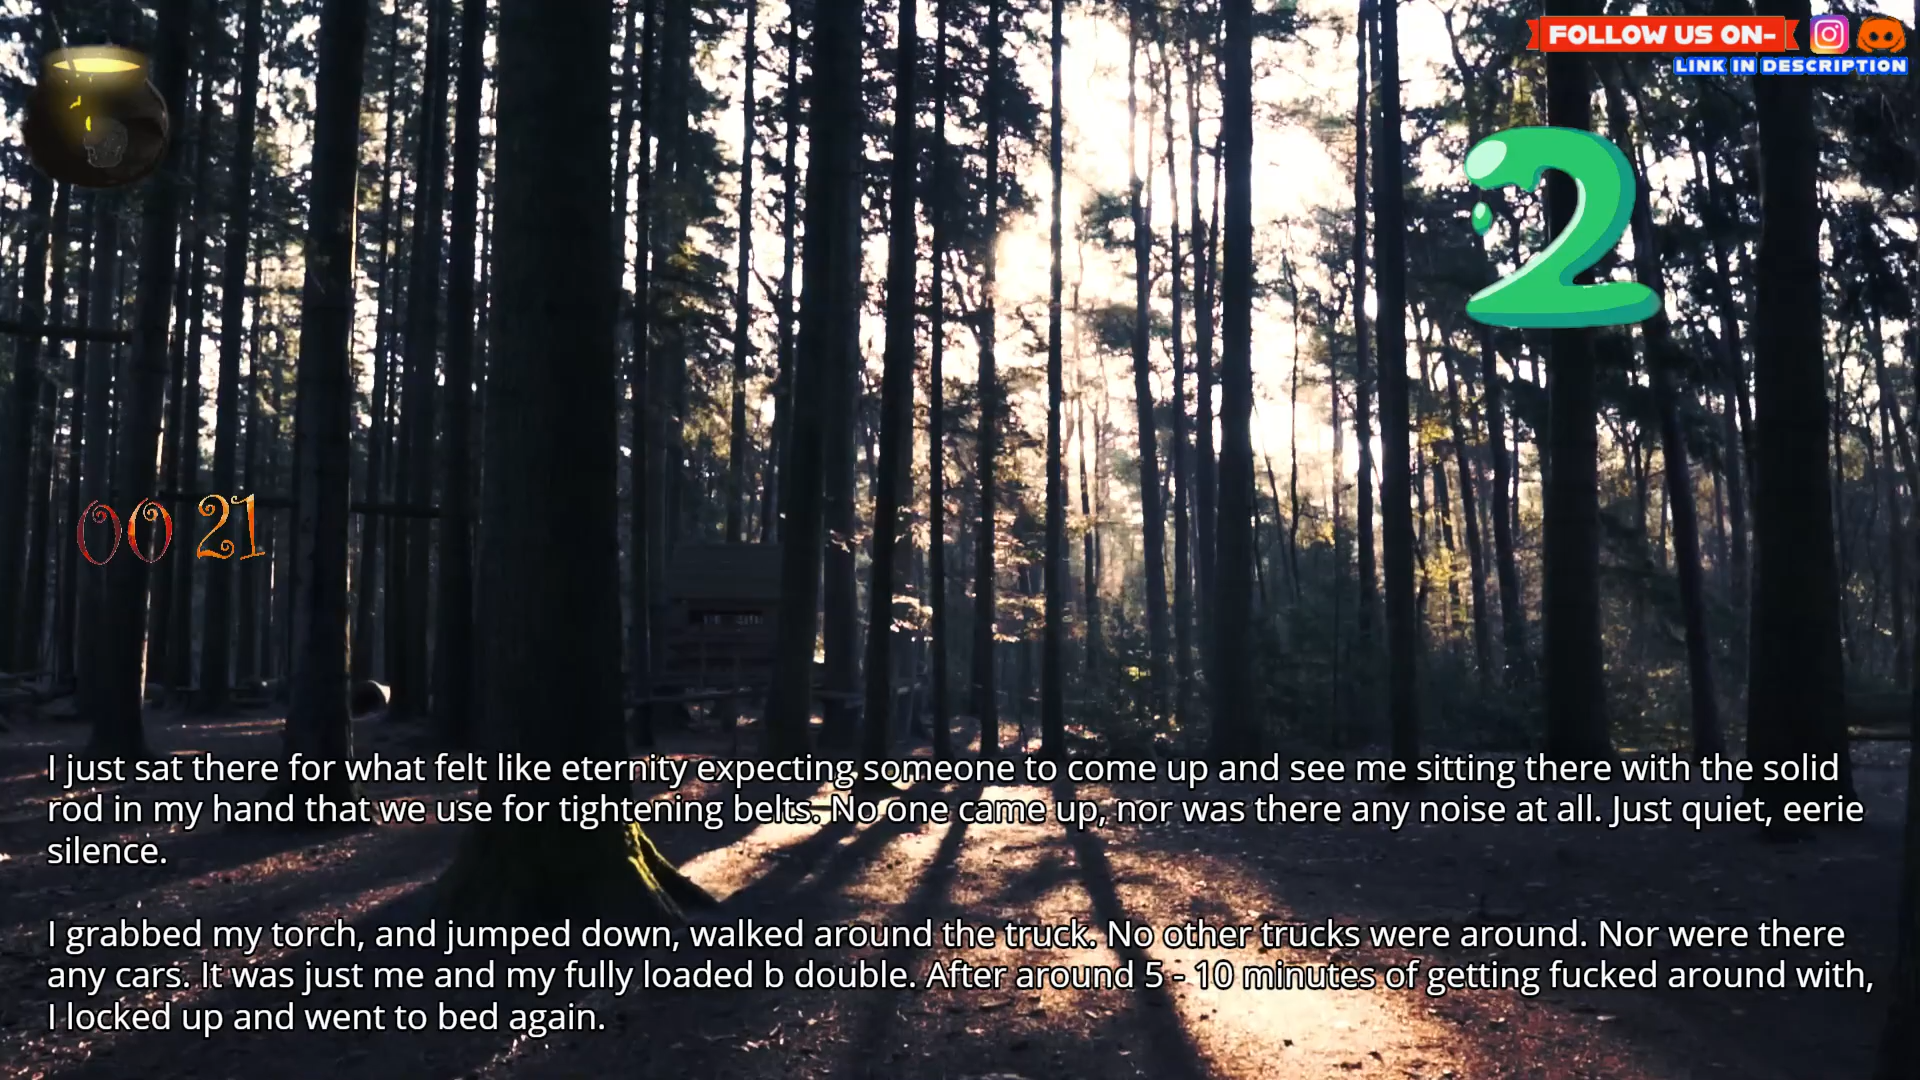 FOLLOW US ON-
LINK IN DESCRIPTION
2
00 21
I just sat there for what felt like eternity expecting someone to come up and see me sitting there with the solid
rod in my hand that we use for tightening belts. No one came up, nor was there any noise at all. Just quiet, eerie
silence.
I grabbed my torch, and jumped down, walked around the truck. No other trucks were around. Nor were there
any cars. It was just me and my fully loaded b double. After around 5 - 10 minutes of getting fucked around with,
I locked up and went to bed again.